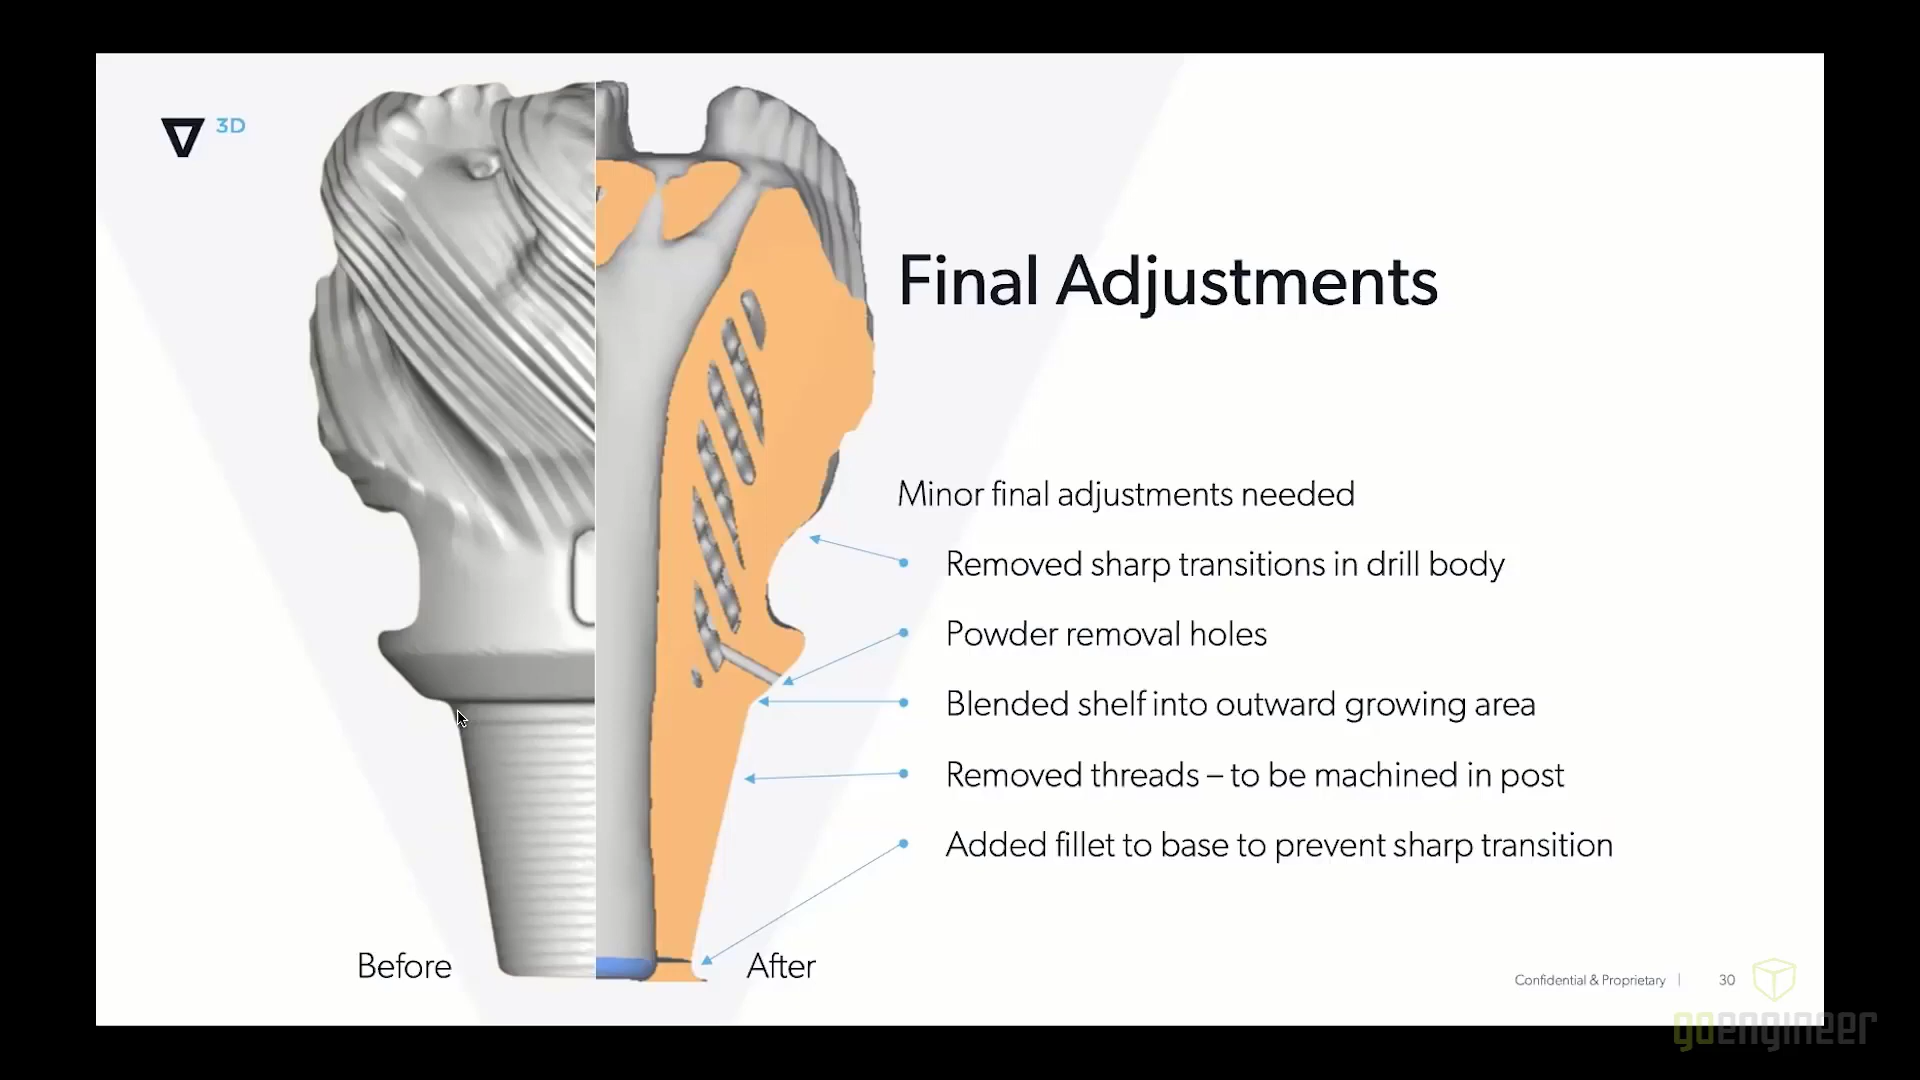 3D
Final Adjustments
Minor final adjustments needed
Removed sharp transitions in drill body
Powder removal holes
Blended shelf into outward growing area
Removed threads – to be machined in post
Added fillet to base to prevent sharp transition
Before
After
Confidential & Proprietary | 30
goengineer